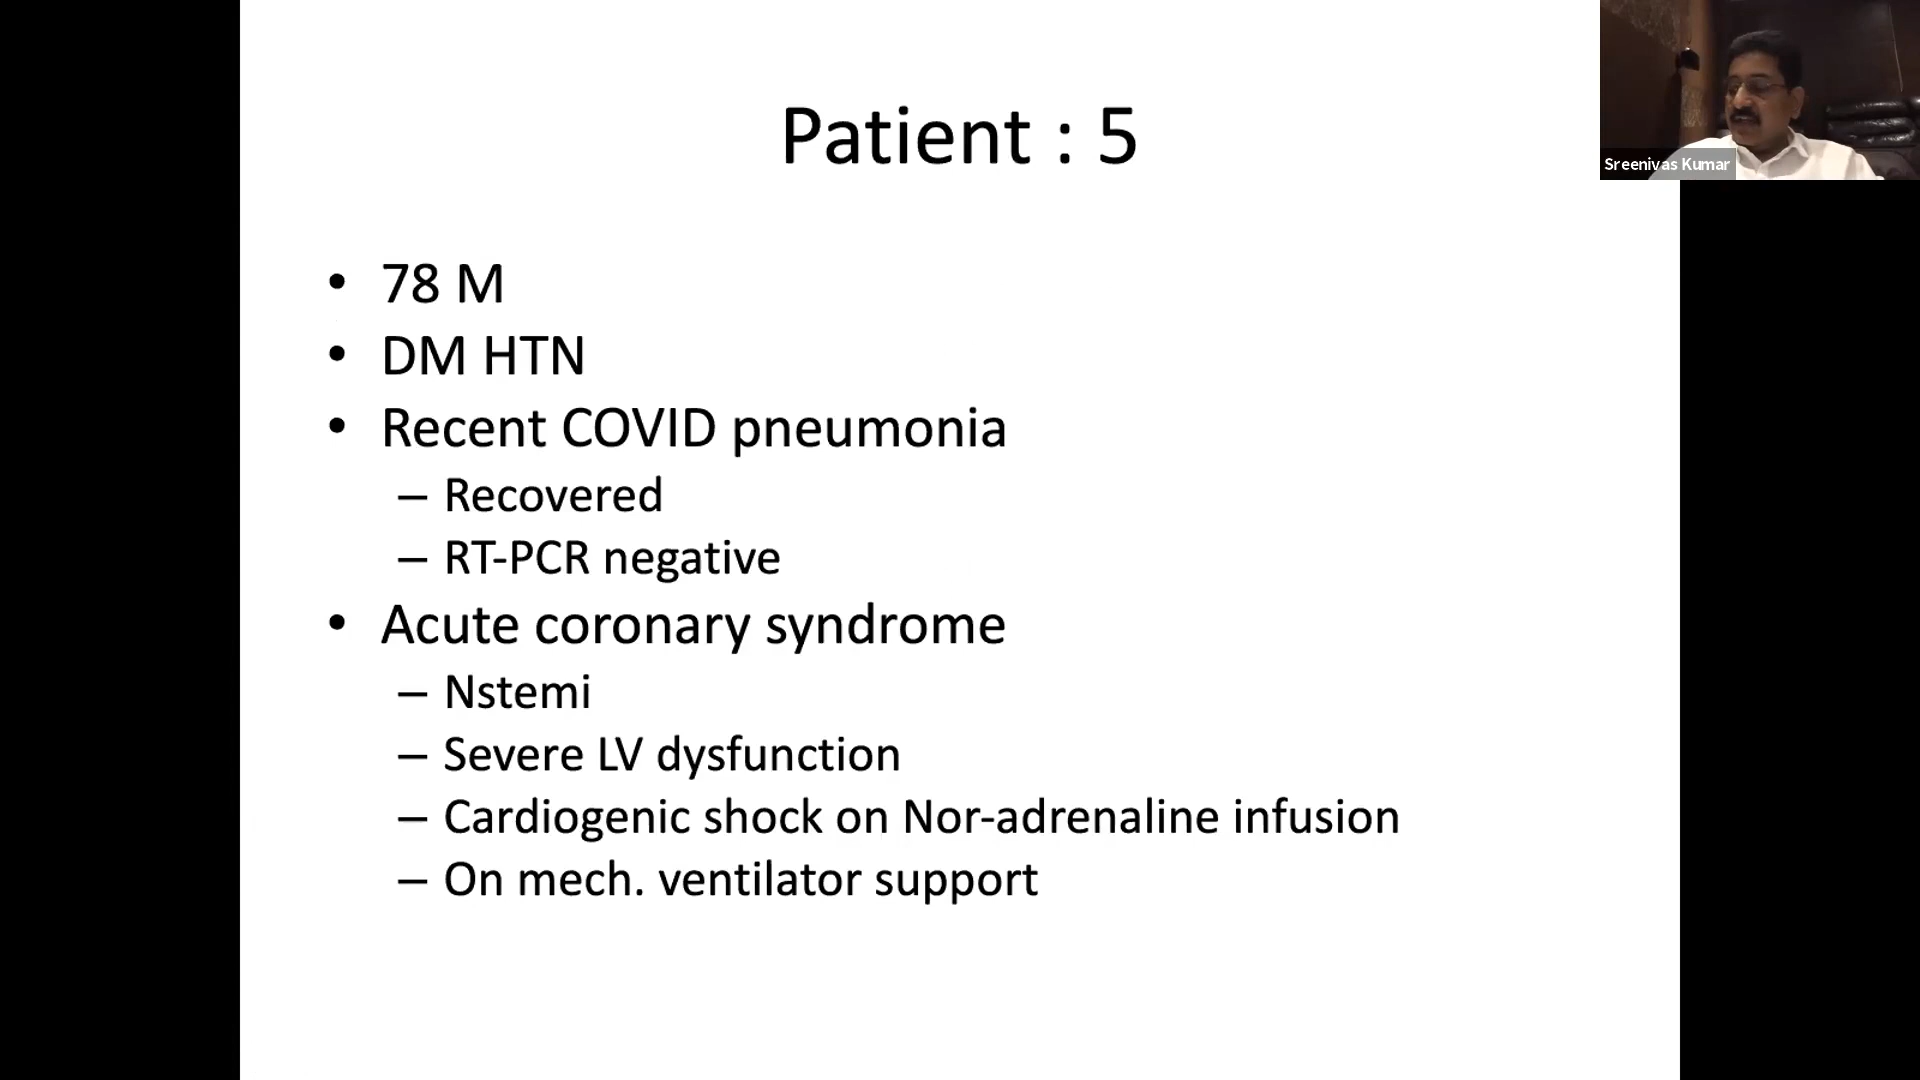 Patient : 5
Sreenivas Kumar
• 78 M
• DM HTN
• Recent COVID pneumonia
– Recovered
– RT-PCR negative
• Acute coronary syndrome
– Nstemi
– Severe LV dysfunction
– Cardiogenic shock on Nor-adrenaline infusion
– On mech. ventilator support